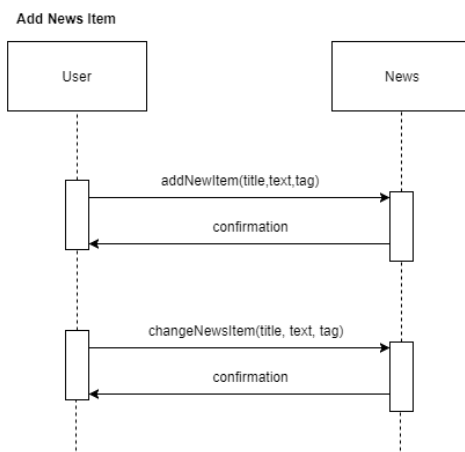 Add News Item
User
News
addNewItem(title,text,tag)
confirmation
changeNewsItem(title, text, tag)
confirmation